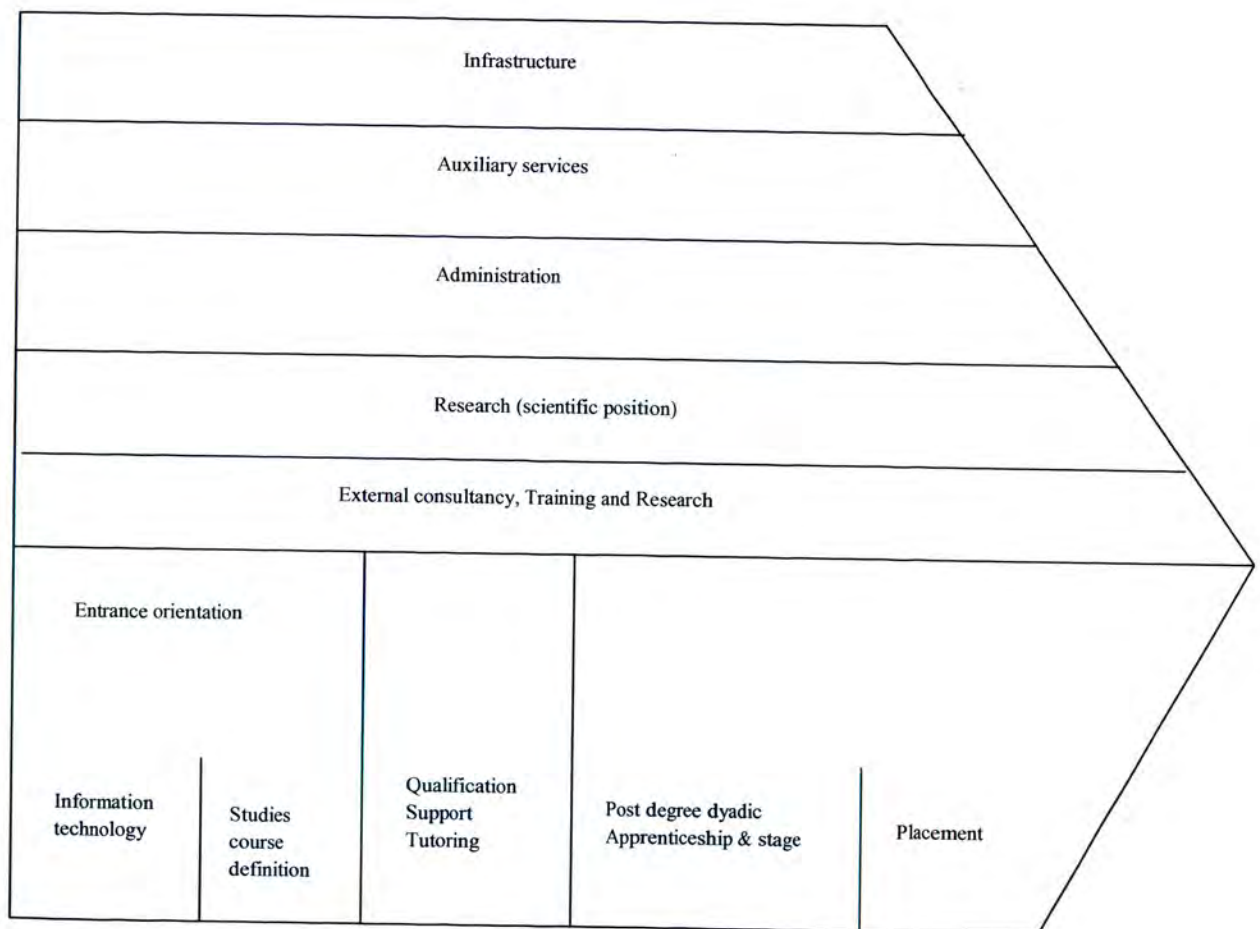 Infrastructure
Auxiliary services
Administration
Research (scientific position)
External consultancy, Training and Research
Entrance orientation
Information
technology
Studies
course
definition
Qualification
Support
Tutoring
Post degree dyadic
Apprenticeship & stage
Placement